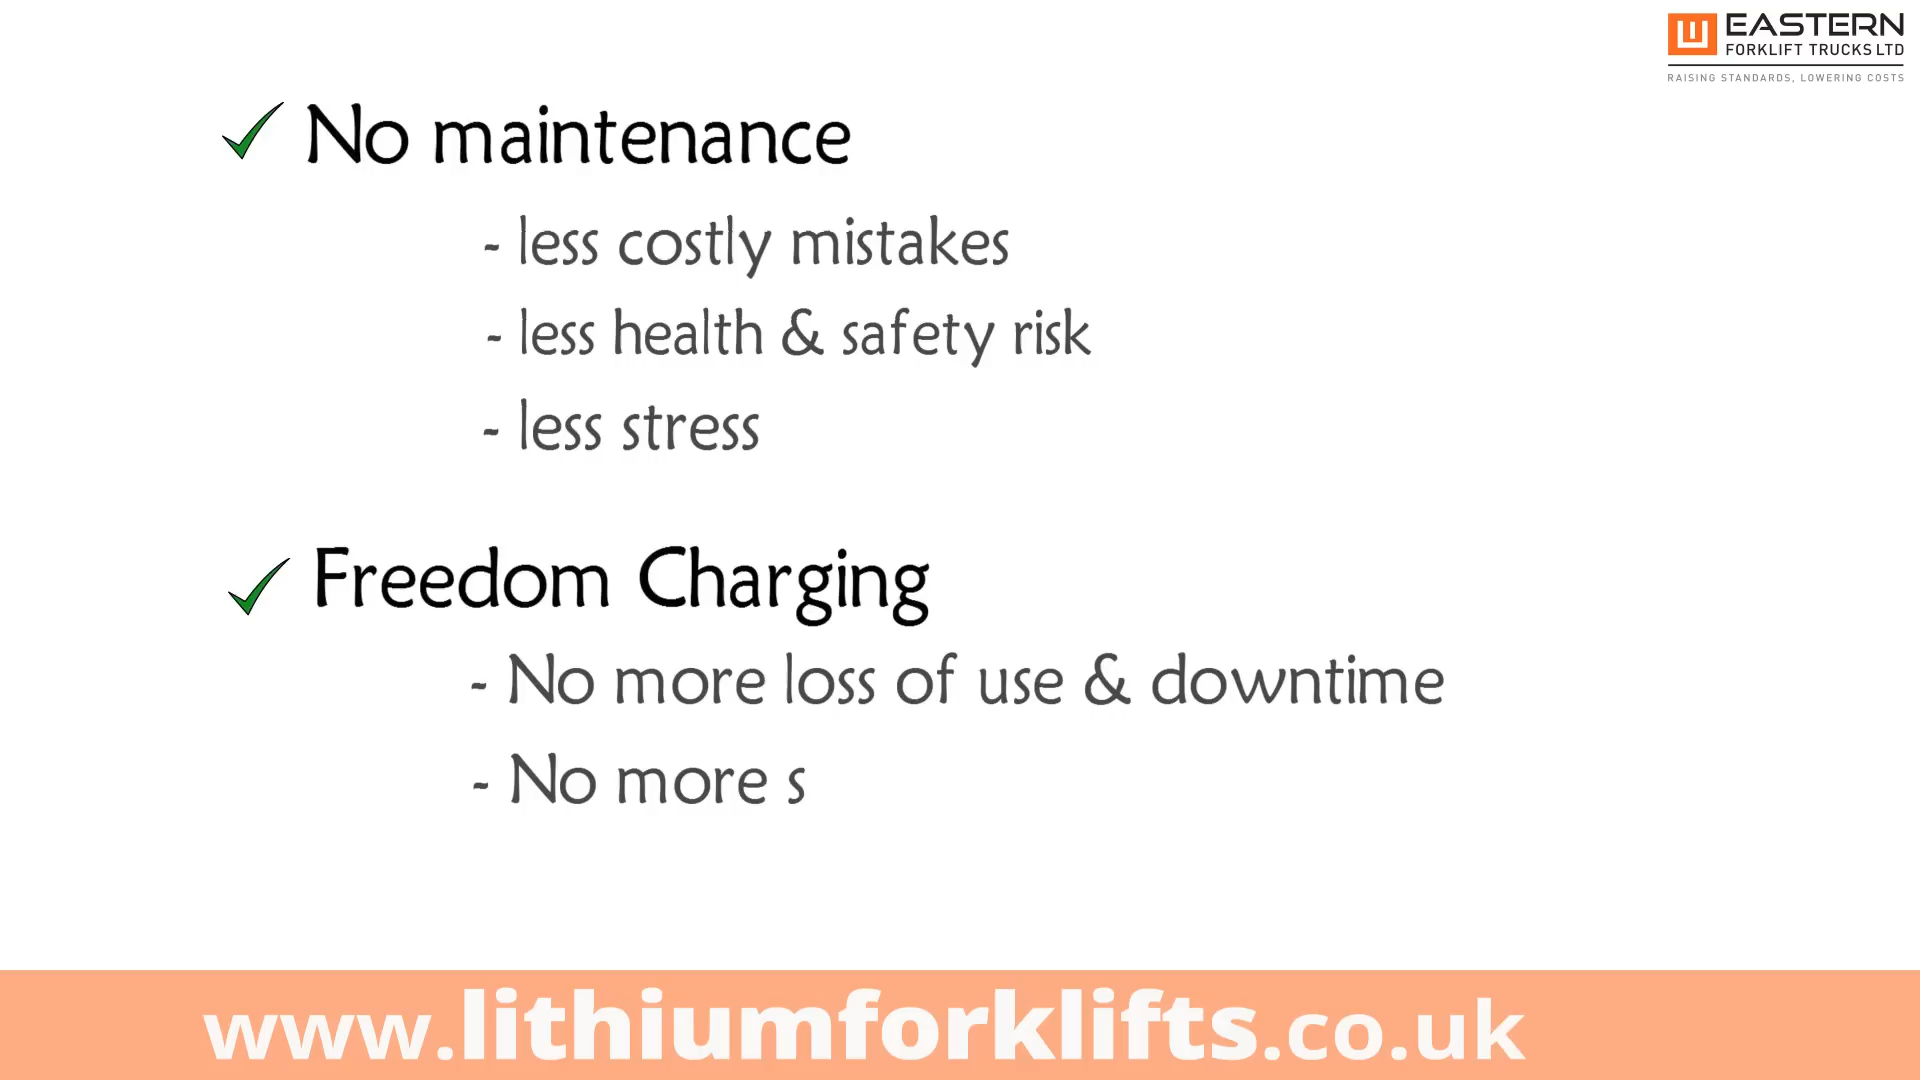 EASTERN
FORKLIFT TRUCKS LTD
RAISING STANDARDS, LOWERING COSTS
No maintenance
- less costly mistakes
- less health & safety risk
- less stress
Freedom Charging
- No more loss of use & downtime
- No more s
www.lithiumforklifts.co.uk